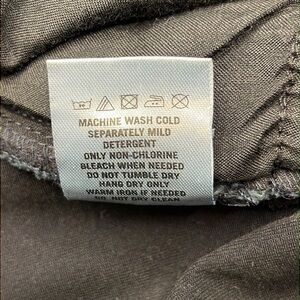 MACHINE WASH COLD
SEPARATELY MILD
DETERGENT
ONLY NON-CHLORINE
BLEACH WHEN NEEDED
DO NOT TUMBLE DRY
HANG DRY ONLY
WARM IRON IF NEEDED
DO NOT DRY CLEAN